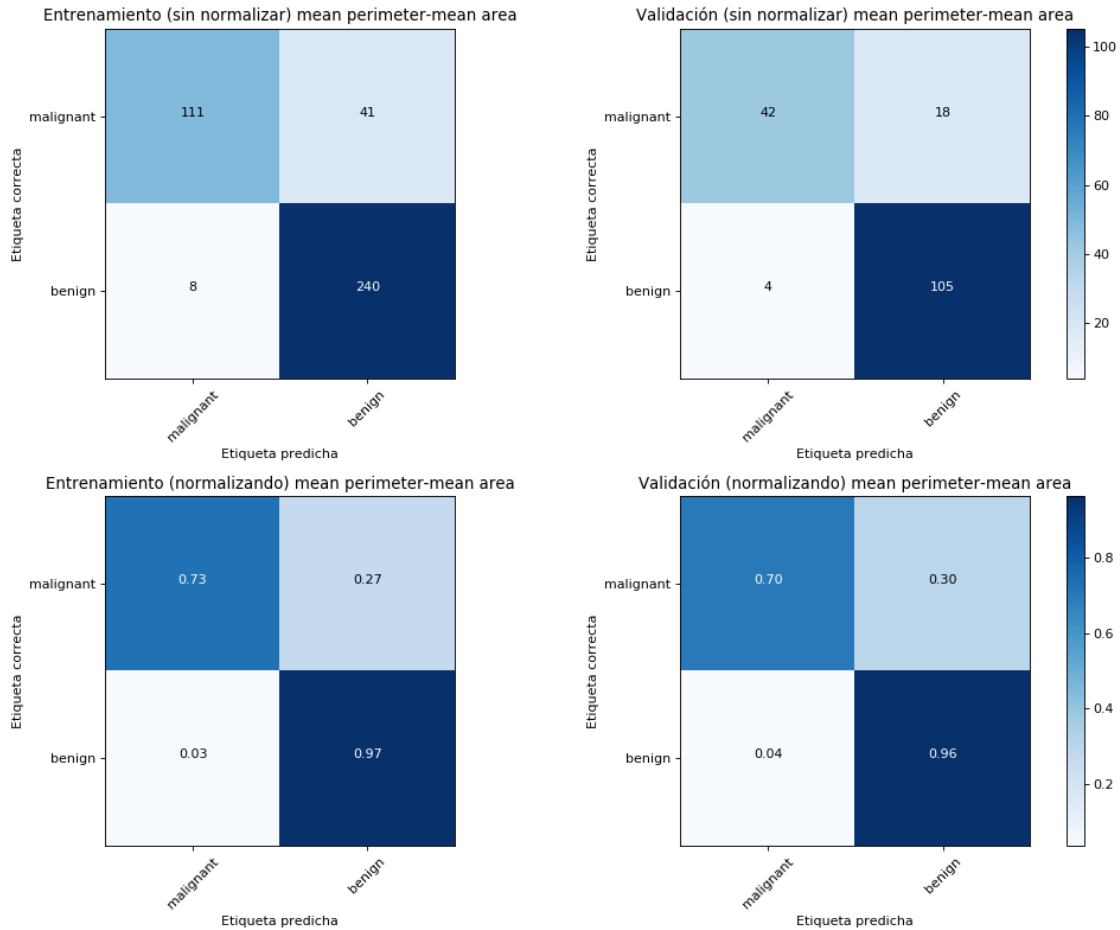 Entrenamiento (sin normalizar) mean perimeter-mean area
malignant
benign
Etiqueta correcta
111
41
8
240
malignant
benign
Etiqueta predicha
Validación (sin normalizar) mean perimeter-mean area
malignant
benign
Etiqueta correcta
42
18
4
105
malignant
benign
Etiqueta predicha
100
80
60
40
20
Entrenamiento (normalizando) mean perimeter-mean area
malignant
benign
Etiqueta correcta
0.73
0.27
0.03
0.97
malignant
benign
Etiqueta predicha
Validación (normalizando) mean perimeter-mean area
malignant
benign
Etiqueta correcta
0.70
0.30
0.04
0.96
malignant
benign
Etiqueta predicha
0.8
0.6
0.4
0.2